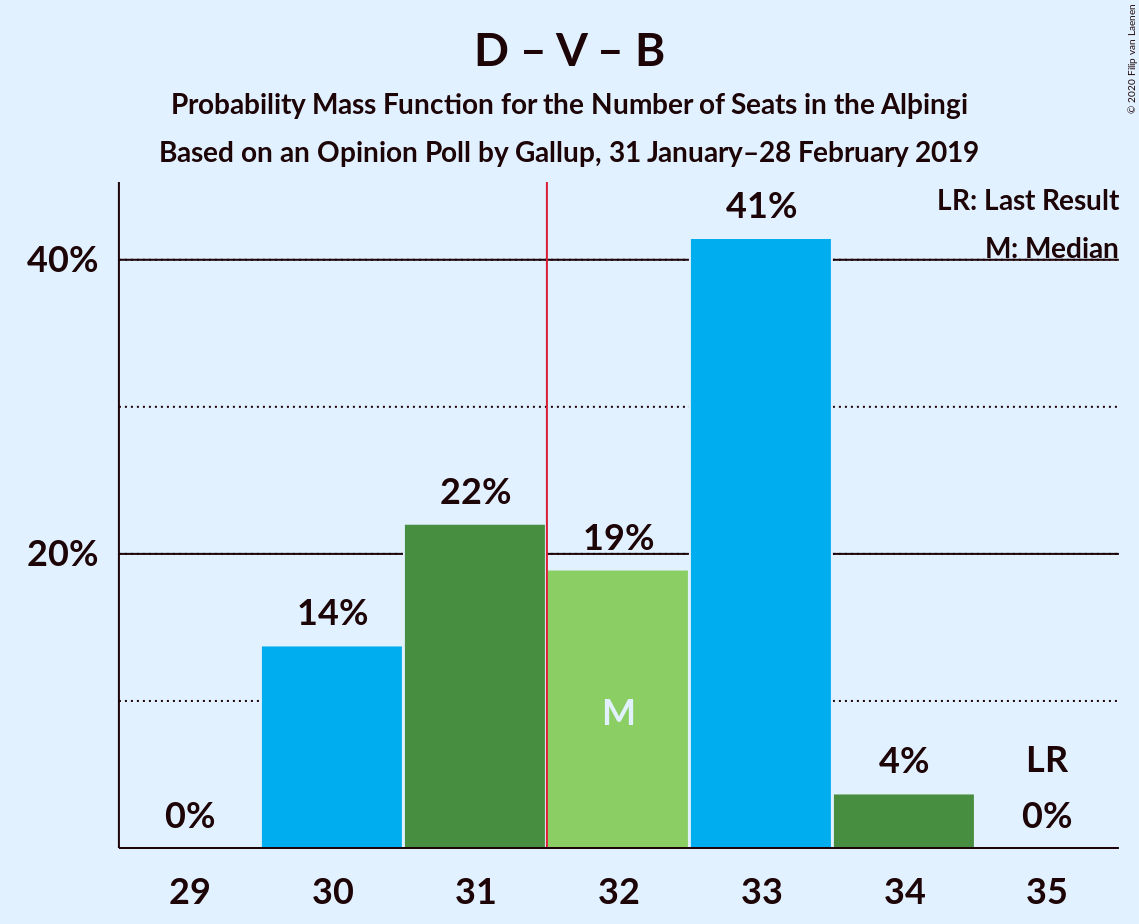 D – V – B
Probability Mass Function for the Number of Seats in the Alþingi
Based on an Opinion Poll by Gallup, 31 January–28 February 2019
© 2020 Filip van Laenen
LR: Last Result
M: Median
40%
20%
0%
14%
22%
19%
41%
4%
0%
M
LR
29 30 31 32 33 34 35